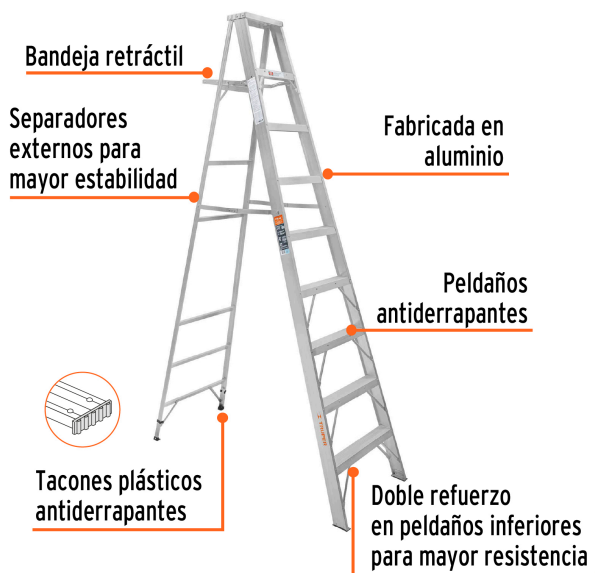 Bandeja retráctil
Separadores
externos para
mayor estabilidad
Fabricada en
aluminio
Peldaños
antiderrapantes
TRUPER
Tacones plásticos
antiderrapantes
Doble refuerzo
en peldaños inferiores
para mayor resistencia